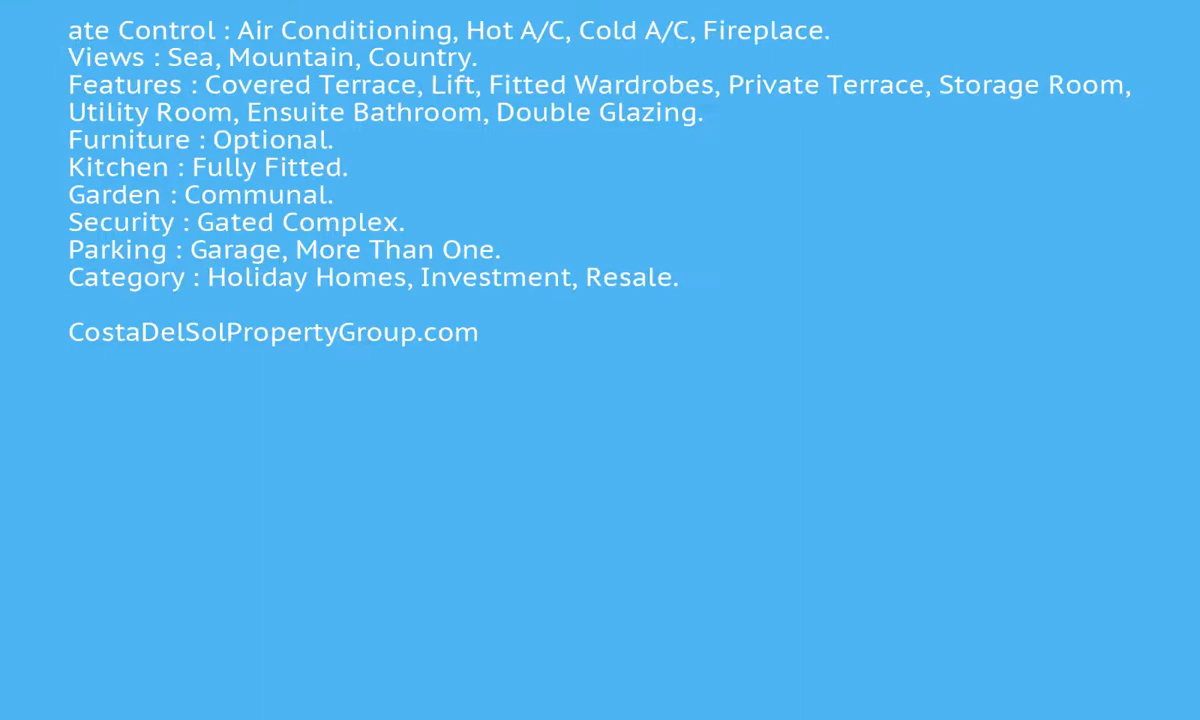 ate Control : Air Conditioning, Hot A/C, Cold A/C, Fireplace.
Views : Sea, Mountain, Country.
Features : Covered Terrace, Lift, Fitted Wardrobes, Private Terrace, Storage Room,
Utility Room, Ensuite Bathroom, Double Glazing.
Furniture : Optional.
Kitchen : Fully Fitted.
Garden : Communal.
Security : Gated Complex.
Parking : Garage, More Than One.
Category : Holiday Homes, Investment, Resale.
CostaDelSolPropertyGroup.com